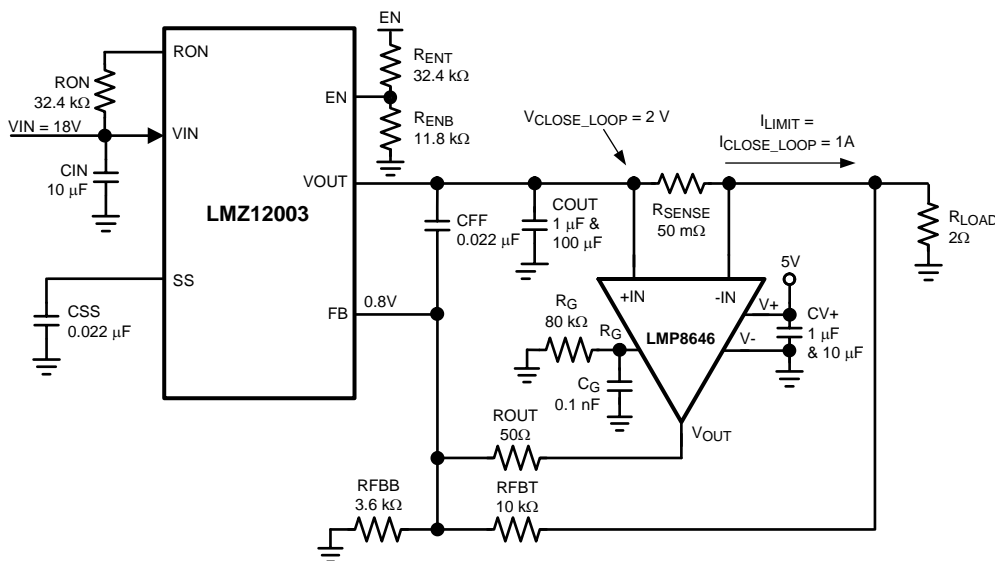 RON
RON
32.4 kΩ
VIN = 18V
VIN
CIN
10 µF
LMZ12003
SS
CSS
0.022 µF
EN
RENT
32.4 kΩ
EN
RENB
11.8 kΩ
VOUT
FB
0.8V
CFF
0.022 µF
COUT
1 µF &
100 µF
VCLOSE_LOOP = 2 V
ILIMIT =
ICLOSE_LOOP = 1A
RSENSE
50 mΩ
RLOAD
2Ω
+IN
-IN
LMP8646
V+
V-
5V
CV+
1 µF
& 10 µF
RG
80 kΩ
RG
CG
0.1 nF
VOUT
ROUT
50Ω
RFBB
3.6 kΩ
RFBT
10 kΩ